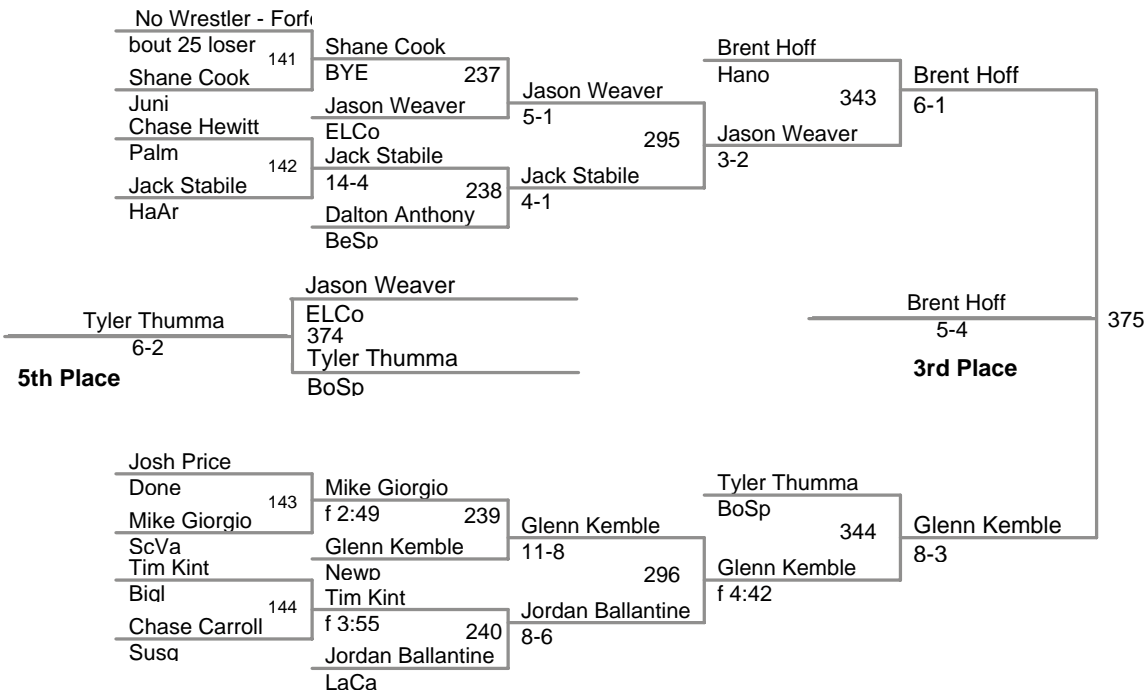 No Wrestler - Forf
bout 25 loser
141
Shane Cook
Juni
Shane Cook
BYE
237
Jason Weaver
ELCo
Chase Hewitt
Palm
142
Jack Stabile
HaAr
Jack Stabile
14-4
238
Dalton Anthony
BeSp
Jason Weaver
5-1
295
Jack Stabile
4-1
Brent Hoff
Hano
343
Jason Weaver
3-2
Brent Hoff
6-1
Jason Weaver
ELCo
374
Tyler Thumma
BoSp
Tyler Thumma
6-2
5th Place
Brent Hoff
5-4
3rd Place
375
Josh Price
Done
143
Mike Giorgio
ScVa
Mike Giorgio
f 2:49
239
Glenn Kemble
Newp
Tim Kint
BigI
144
Chase Carroll
Susq
Tim Kint
f 3:55
240
Jordan Ballantine
LaCa
Glenn Kemble
11-8
296
Jordan Ballantine
8-6
Tyler Thumma
BoSp
344
Glenn Kemble
f 4:42
Glenn Kemble
8-3